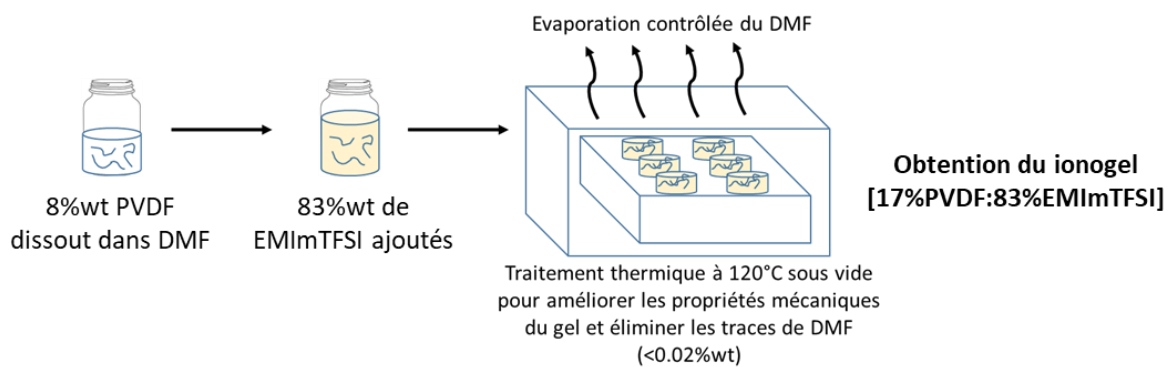 Evaporation contrôlée du DMF
8%wt PVDF
dissout dans DMF
83%wt de
EMImTFSI ajoutés
Traitement thermique à 120°C sous vide
pour améliorer les propriétés mécaniques
du gel et éliminer les traces de DMF
(<0.02%wt)
Obtention du ionogel
[17%PVDF:83%EMImTFSI]